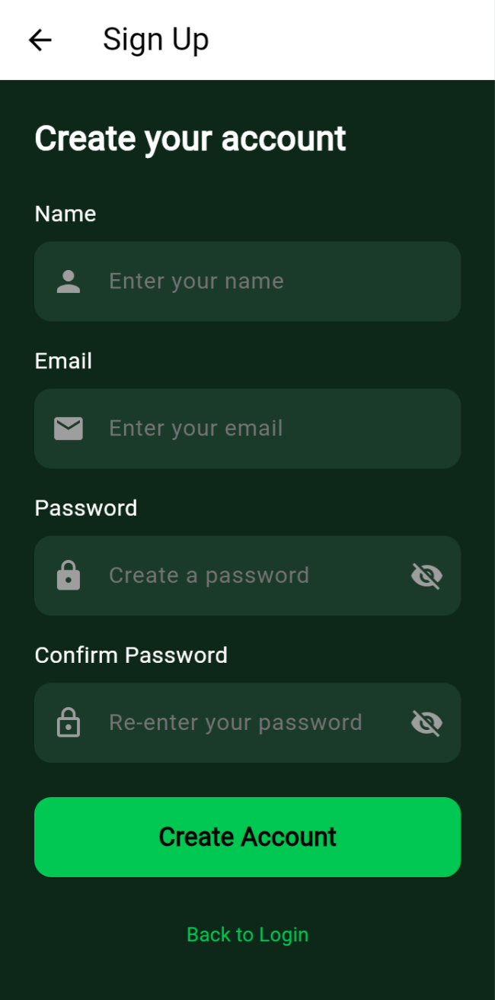 Sign Up
Create your account
Name
Enter your name
Email
Enter your email
Password
Create a password
Confirm Password
Re-enter your password
Create Account
Back to Login